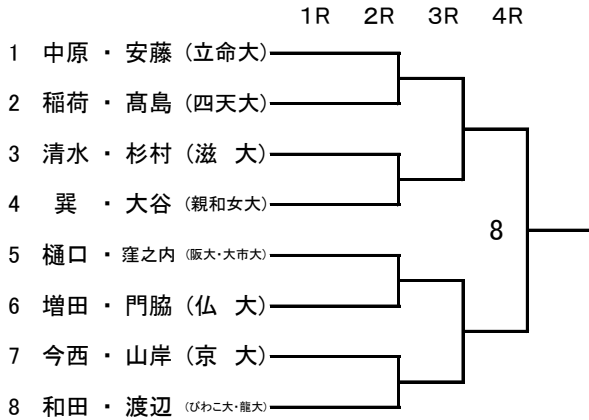 1R 2R 3R 4R
1 中原 ・ 安藤 (立命大)
2 稲荷 ・髙島 (四天大)
3 清水 ・ 杉村 (滋 大)
4 巽 ・ 大谷 (親和女大)
8
5 樋口 ・ 窪之内 (阪大・大市大)
6 増田 ・ 門脇 (仏 大)
7 今西 ・ 山岸 (京 大)
8 和田 ・ 渡辺 (びわこ大・龍大)